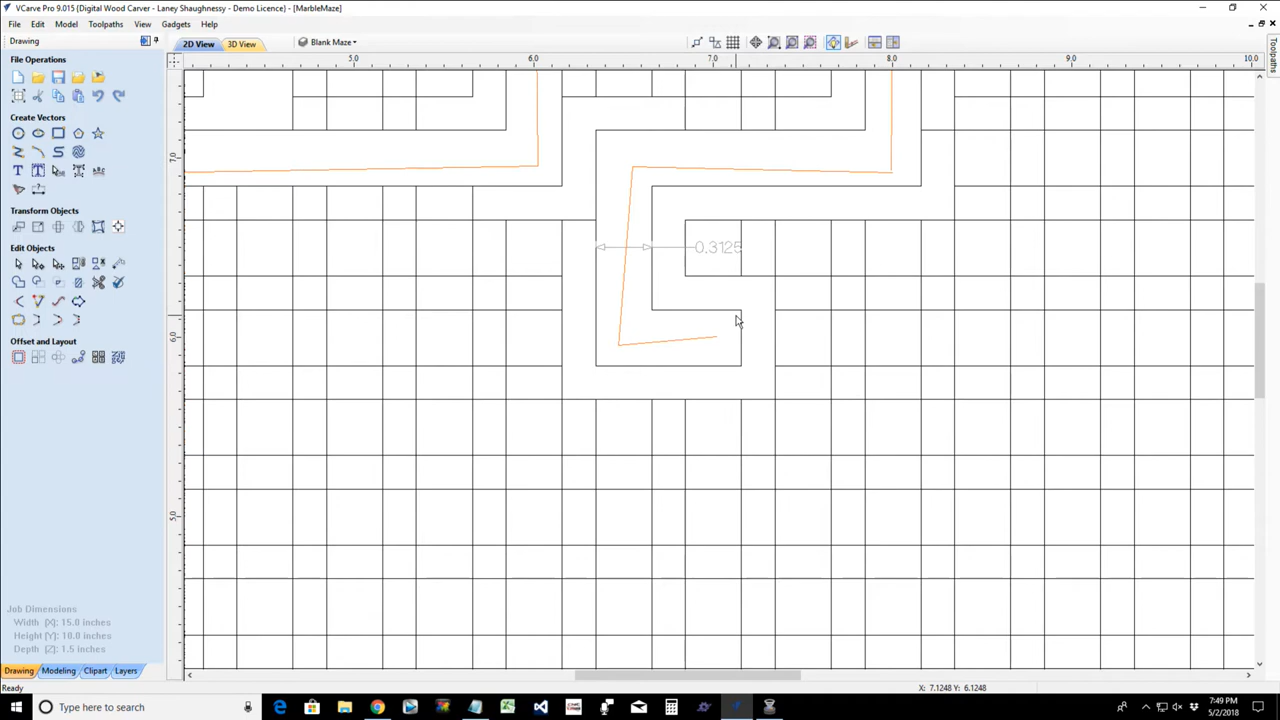 VCarve Pro 9.015 {Digital Wood Carver - Laney Shaughnessy - Demo Licence} - [MarbleMaze]
File Edit Model Toolpaths View Gadgets Help
Drawing
2D View
3D View
Blank Maze
Toolpaths
5.0 6.0 7.0 8.0 9.0 10.0
7.0
6.0
5.0
File Operations
Create Vectors
Transform Objects
Edit Objects
Offset and Layout
0.3125
Job Dimensions
Width (X): 15.0 inches
Height (Y): 10.0 inches
Depth (Z): 1.5 inches
Drawing Modeling Clipart Layers
Ready
X: 7.1248 Y: 6.1248
Type here to search
7:49 PM
5/2/2018